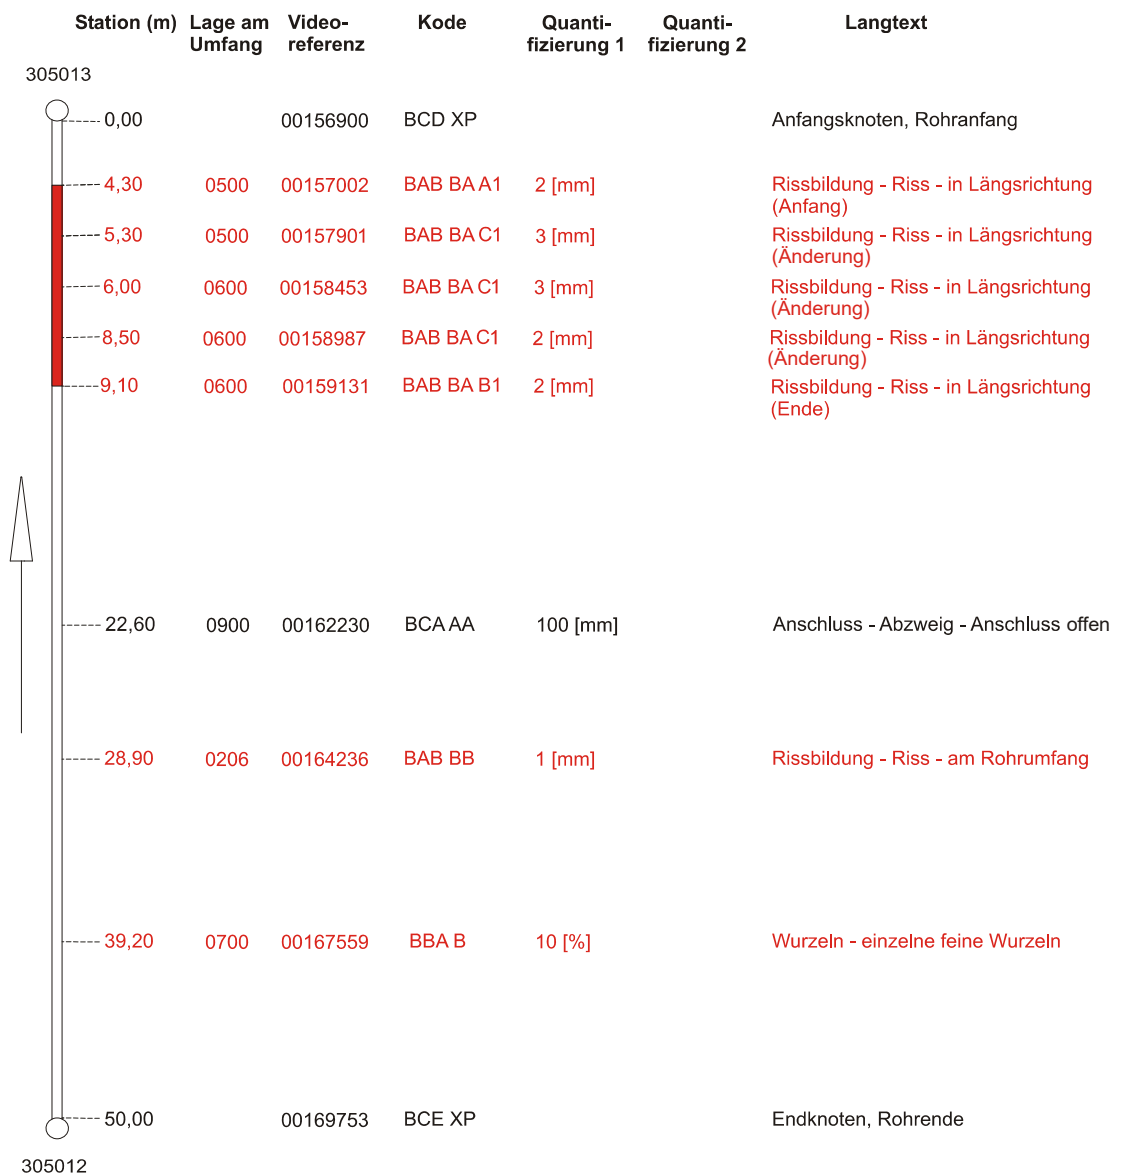 Station (m) Lage am Umfang Video-referenz Kode Quanti-fizierung 1 Quanti-fizierung 2 Langtext
305013
0,00 00156900 BCD XP Anfangsknoten, Rohranfang
4,30 0500 00157002 BAB BA A1 2 [mm] Rissbildung - Riss - in Längsrichtung
(Anfang)
5,30 0500 00157901 BAB BA C1 3 [mm] Rissbildung - Riss - in Längsrichtung
(Änderung)
6,00 0600 00158453 BAB BA C1 3 [mm] Rissbildung - Riss - in Längsrichtung
(Änderung)
8,50 0600 00158987 BAB BA C1 2 [mm] Rissbildung - Riss - in Längsrichtung
(Änderung)
9,10 0600 00159131 BAB BA B1 2 [mm] Rissbildung - Riss - in Längsrichtung
(Ende)
22,60 0900 00162230 BCA AA 100 [mm] Anschluss - Abzweig - Anschluss offen
28,90 0206 00164236 BAB BB 1 [mm] Rissbildung - Riss - am Rohrumfang
39,20 0700 00167559 BBA B 10 [%] Wurzeln - einzelne feine Wurzeln
50,00 00169753 BCE XP Endknoten, Rohrende
305012